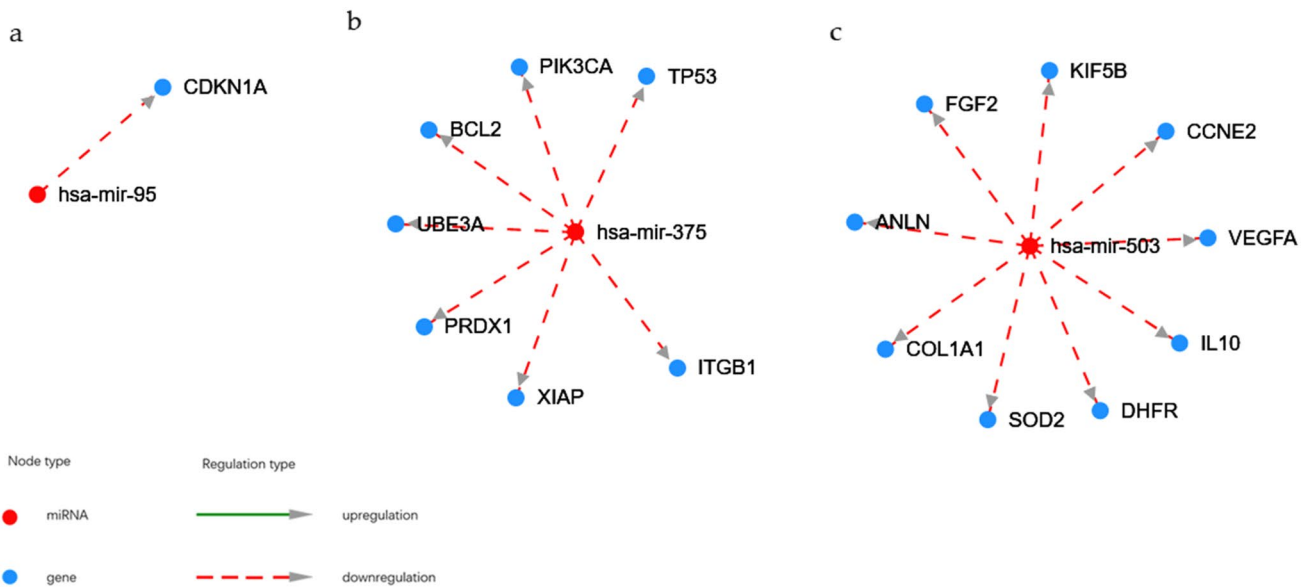 a
CDKN1A
hsa-mir-95
b
PIK3CA
TP53
BCL2
UBE3A
hsa-mir-375
PRDX1
XIAP
ITGB1
c
KIF5B
FGF2
CCNE2
ANLN
hsa-mir-503
VEGFA
COL1A1
IL10
SOD2
DHFR
Node type
miRNA
gene
Regulation type
upregulation
downregulation